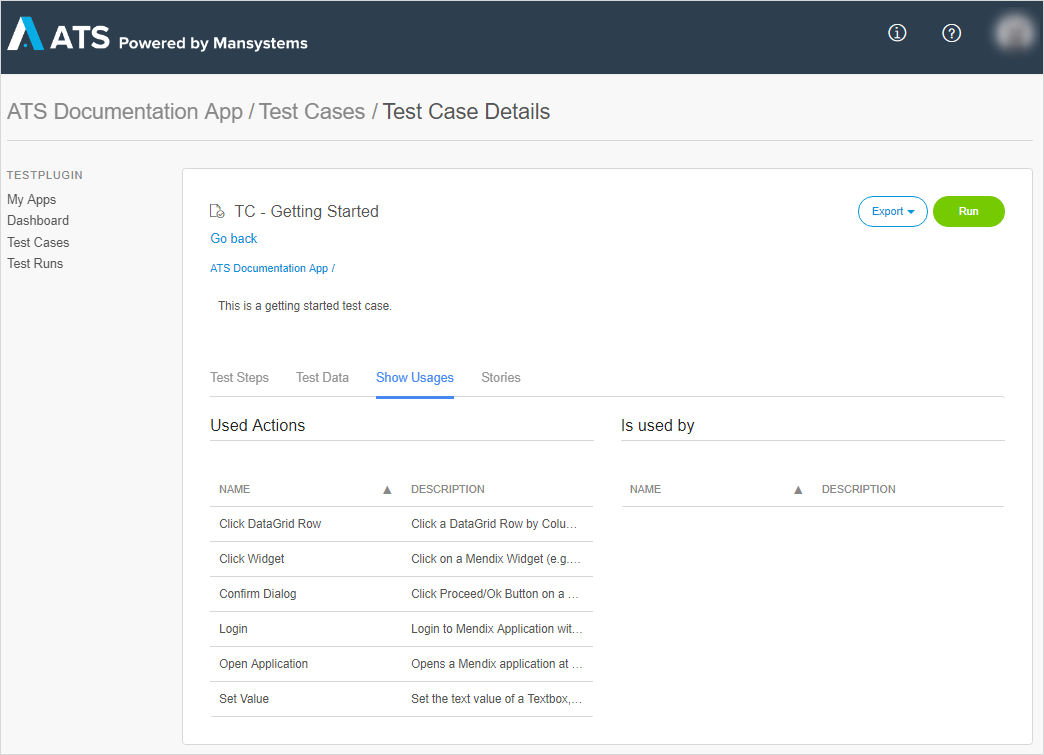 ATS Powered by Mansystems
ATS Documentation App / Test Cases / Test Case Details
TESTPLUGIN
My Apps
Dashboard
Test Cases
Test Runs
TC - Getting Started
Export
Run
Go back
ATS Documentation App /
This is a getting started test case.
Test Steps Test Data Show Usages Stories
Used Actions
NAME ▲ DESCRIPTION
Click DataGrid Row Click a DataGrid Row by Colu...
Click Widget Click on a Mendix Widget (e.g....
Confirm Dialog Click Proceed/Ok Button on a ...
Login Login to Mendix Application wit...
Open Application Opens a Mendix application at ...
Set Value Set the text value of a Textbox,...
Is used by
NAME ▲ DESCRIPTION